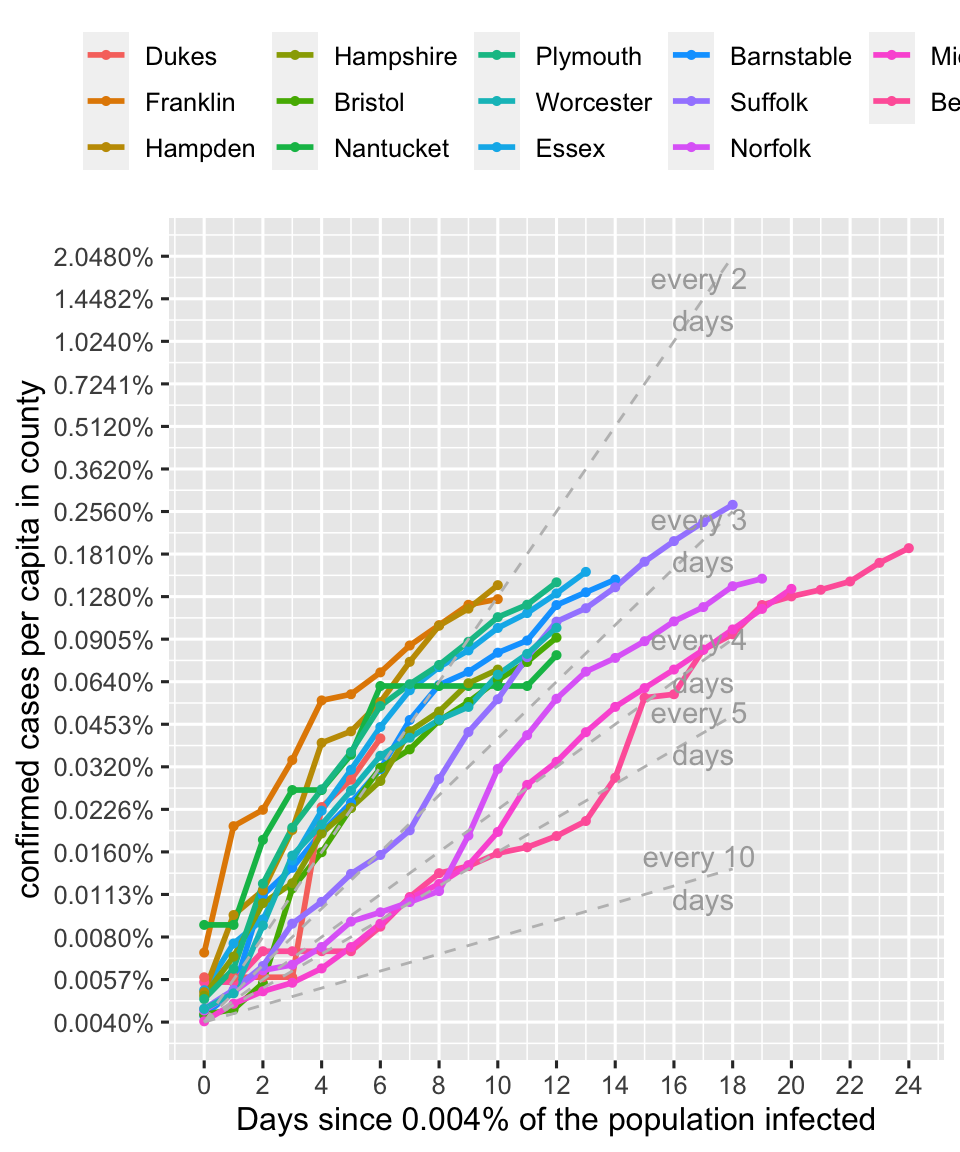 Dukes Hampshire Plymouth Barnstable Mi
Franklin Bristol Worcester Suffolk Be
Hampden Nantucket Essex Norfolk
2.0480%
1.4482%
1.0240%
0.7241%
0.5120%
0.3620%
0.2560%
0.1810%
0.1280%
0.0905%
0.0640%
0.0453%
0.0320%
0.0226%
0.0160%
0.0113%
0.0080%
0.0057%
0.0040%
confirmed cases per capita in county
every 2
days
every 3
days
every 4
days
every 5
days
every 10
days
0 2 4 6 8 10 12 14 16 18 20 22 24
Days since 0.004% of the population infected